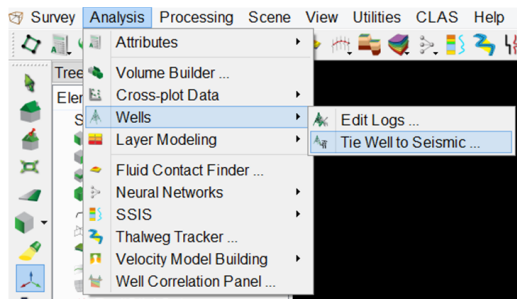 Survey Analysis Processing Scene View Utilities CLAS Help
Tree
Attributes
Volume Builder ...
Cross-plot Data
Wells
Edit Logs ...
Layer Modeling
Tie Well to Seismic ...
Fluid Contact Finder ...
Neural Networks
SSIS
Thalweg Tracker ...
Velocity Model Building
Well Correlation Panel ...